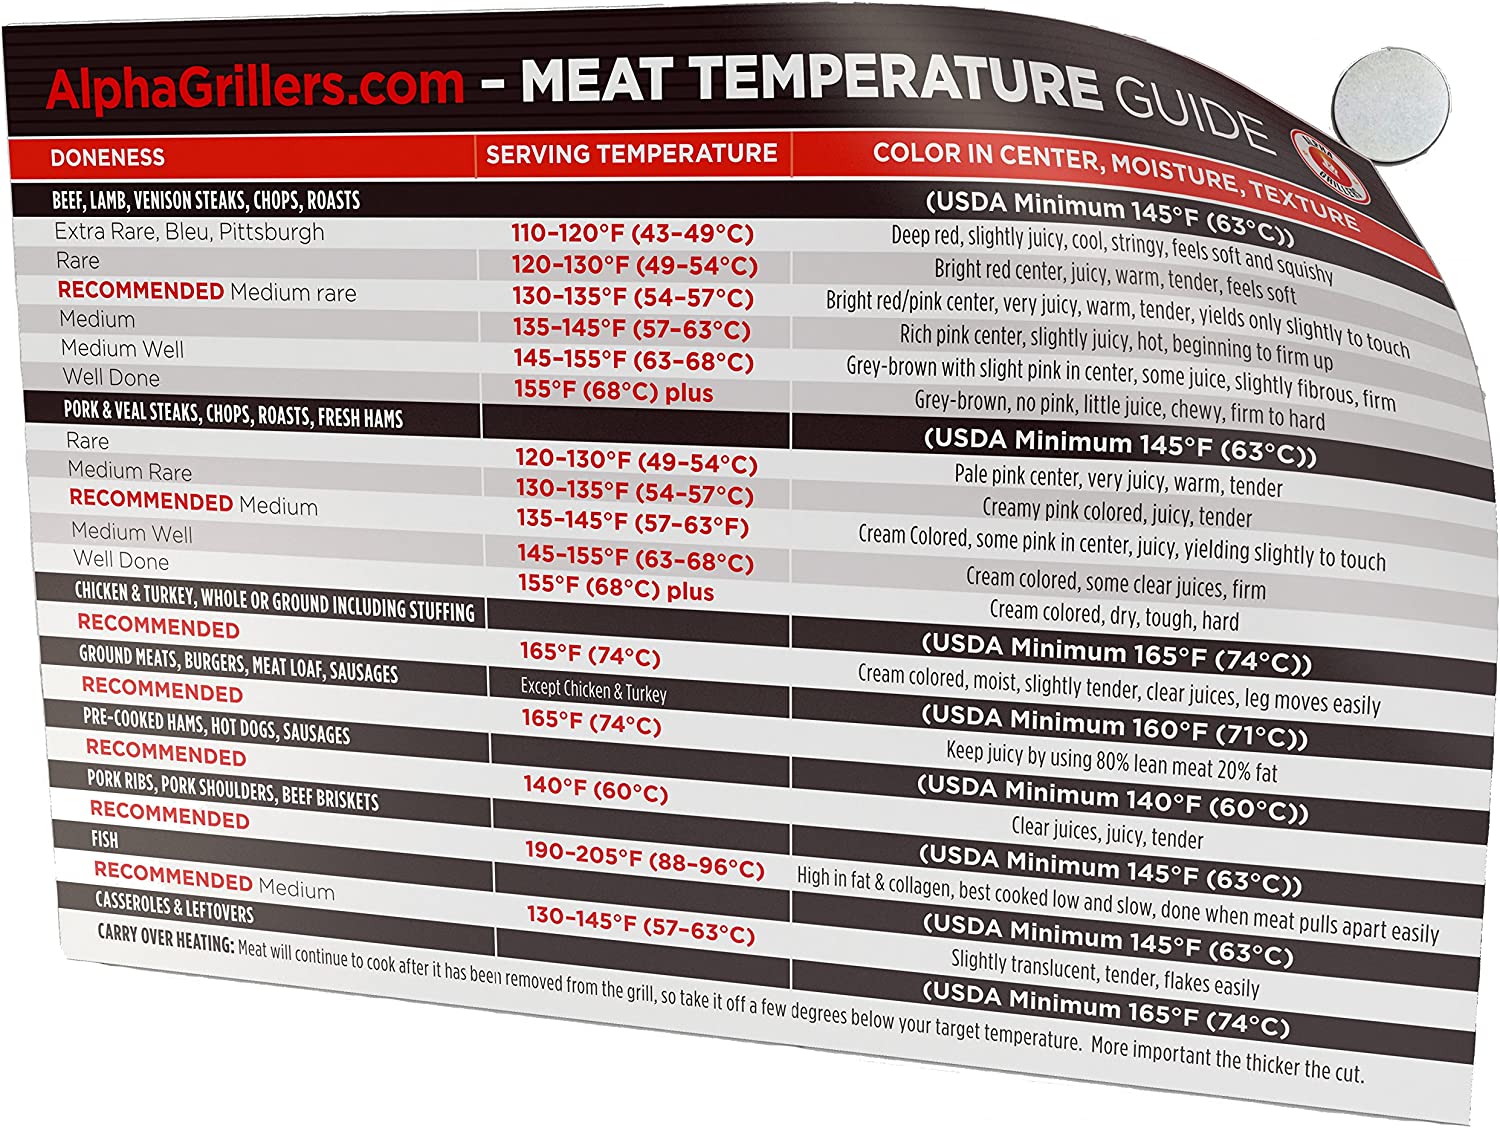 AlphaGrillers.com - MEAT TEMPERATURE GUIDE
ALPHA GRILLERS
DONENESS SERVING TEMPERATURE COLOR IN CENTER, MOISTURE, TEXTURE
BEEF, LAMB, VENISON STEAKS, CHOPS, ROASTS (USDA Minimum 145°F (63°C))
Extra Rare, Bleu, Pittsburgh 110-120°F (43-49°C) Deep red, slightly juicy, cool, stringy, feels soft and squishy
Rare 120-130°F (49-54°C) Bright red center, juicy, warm, tender, feels soft
RECOMMENDED Medium rare 130-135°F (54-57°C) Bright red/pink center, very juicy, warm, tender, yields only slightly to touch
Medium 135-145°F (57-63°C) Rich pink center, slightly juicy, hot, beginning to firm up
Medium Well 145-155°F (63-68°C) Grey-brown with slight pink in center, some juice, slightly fibrous, firm
Well Done 155°F (68°C) plus Grey-brown, no pink, little juice, chewy, firm to hard
PORK & VEAL STEAKS, CHOPS, ROASTS, FRESH HAMS (USDA Minimum 145°F (63°C))
Rare 120-130°F (49-54°C) Pale pink center, very juicy, warm, tender
Medium Rare 130-135°F (54-57°C) Creamy pink colored, juicy, tender
RECOMMENDED Medium 135-145°F (57-63°F) Cream Colored, some pink in center, juicy, yielding slightly to touch
Medium Well 145-155°F (63-68°C) Cream colored, some clear juices, firm
Well Done 155°F (68°C) plus Cream colored, dry, tough, hard
CHICKEN & TURKEY, WHOLE OR GROUND INCLUDING STUFFING (USDA Minimum 165°F (74°C))
RECOMMENDED 165°F (74°C) Cream colored, moist, slightly tender, clear juices, leg moves easily
GROUND MEATS, BURGERS, MEAT LOAF, SAUSAGES Except Chicken & Turkey (USDA Minimum 160°F (71°C))
RECOMMENDED 165°F (74°C) Keep juicy by using 80% lean meat 20% fat
PRE-COOKED HAMS, HOT DOGS, SAUSAGES (USDA Minimum 140°F (60°C))
RECOMMENDED 140°F (60°C) Clear juices, juicy, tender
PORK RIBS, PORK SHOULDERS, BEEF BRISKETS (USDA Minimum 145°F (63°C))
RECOMMENDED 190-205°F (88-96°C) High in fat & collagen, best cooked low and slow, done when meat pulls apart easily
FISH (USDA Minimum 145°F (63°C)
RECOMMENDED Medium 130-145°F (57-63°C) Slightly translucent, tender, flakes easily
CASSEROLES & LEFTOVERS (USDA Minimum 165°F (74°C)
CARRY OVER HEATING: Meat will continue to cook after it has been removed from the grill, so take it off a few degrees below your target temperature. More important the thicker the cut.